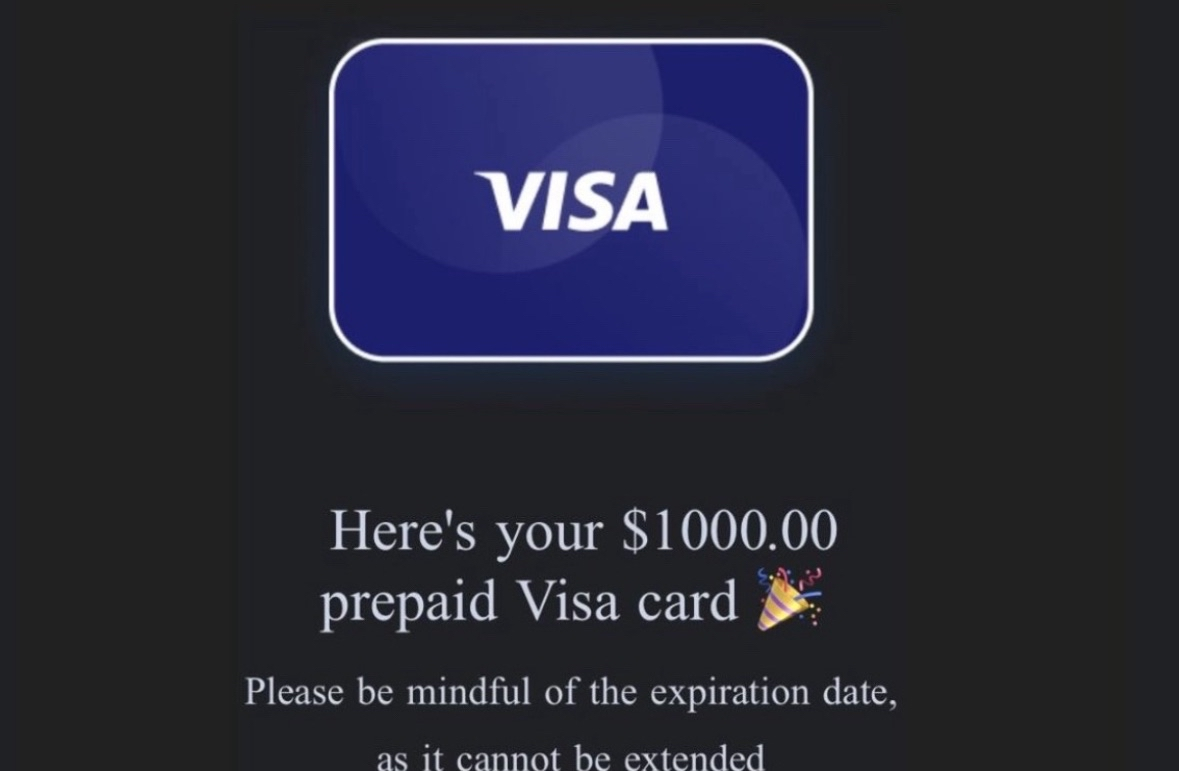 VISA
Here's your $1000.00
prepaid Visa card 🎉
Please be mindful of the expiration date,
as it cannot be extended